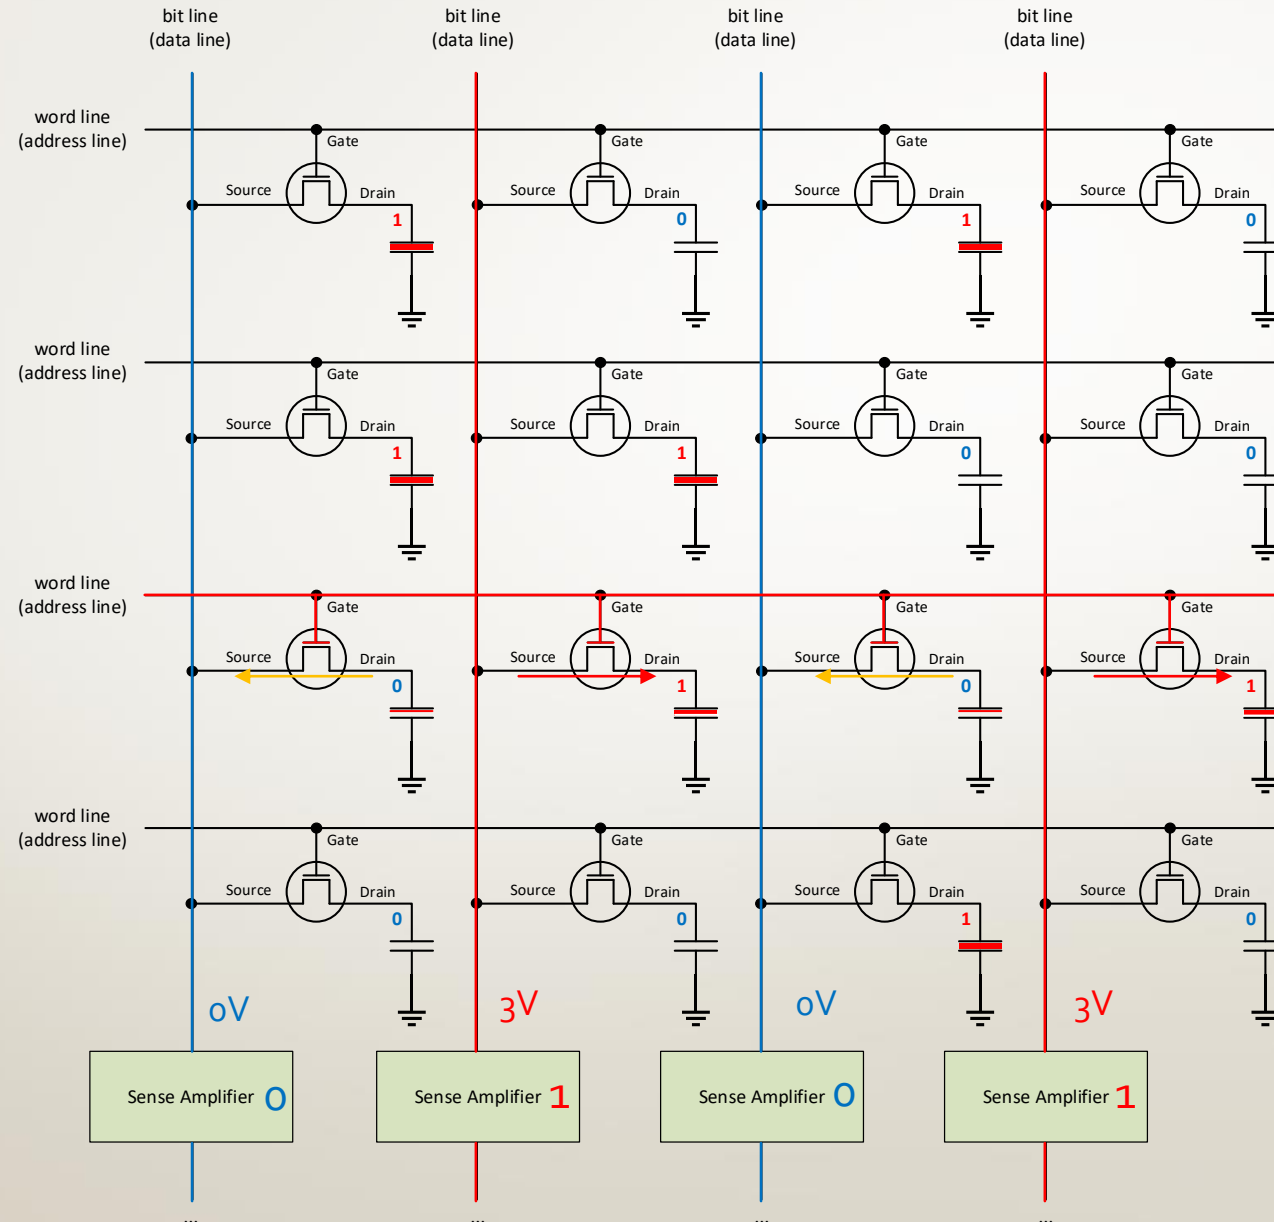 bit line
(data line)
bit line
(data line)
bit line
(data line)
bit line
(data line)
word line
(address line)
Gate
Gate
Gate
Gate
Source
Drain
Source
Drain
Source
Drain
Source
Drain
1
0
1
0
word line
(address line)
Gate
Gate
Gate
Gate
Source
Drain
Source
Drain
Source
Drain
Source
Drain
1
1
0
0
word line
(address line)
Gate
Gate
Gate
Gate
Source
Drain
Source
Drain
Source
Drain
Source
Drain
0
1
0
1
word line
(address line)
Gate
Gate
Gate
Gate
Source
Drain
Source
Drain
Source
Drain
Source
Drain
0
0
1
0
0V
3V
0V
3V
Sense Amplifier 0
Sense Amplifier 1
Sense Amplifier 0
Sense Amplifier 1
...
...
...
...